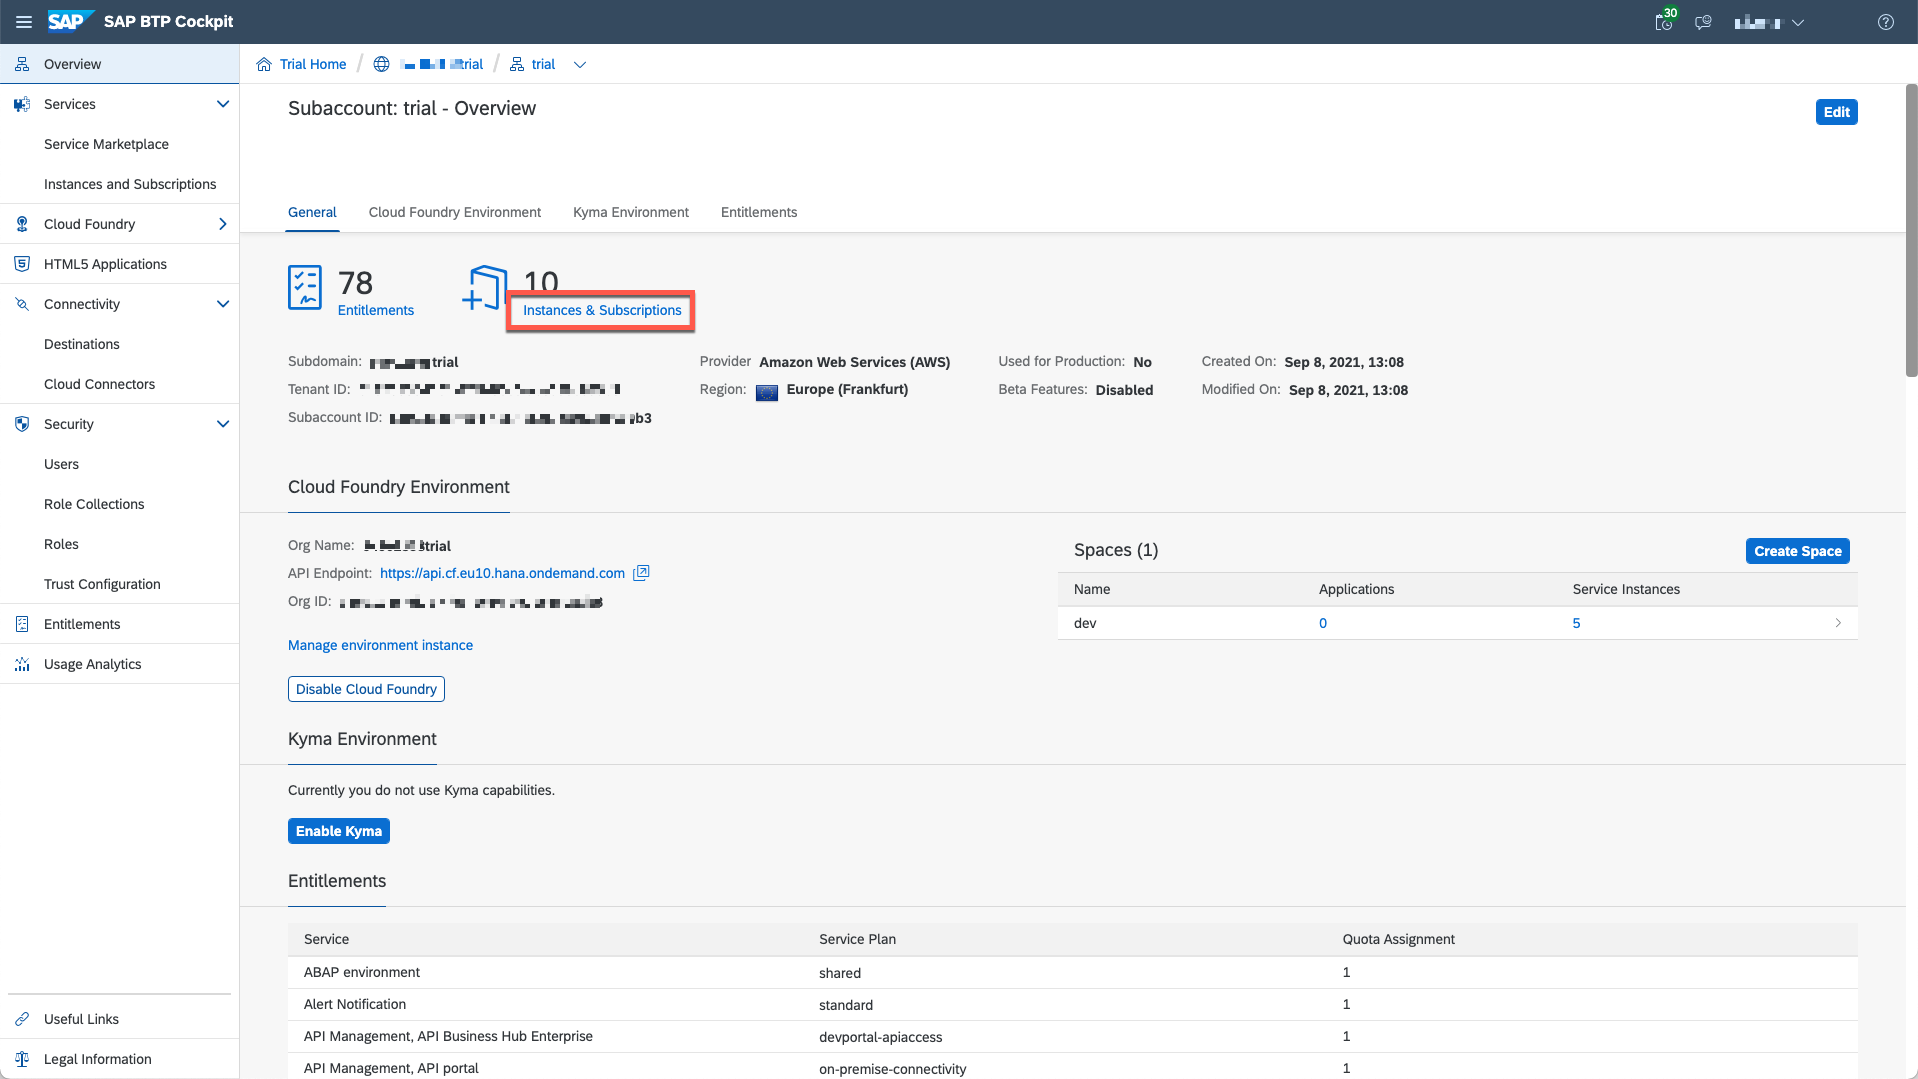 SAP SAP BTP Cockpit
30
Overview
Services
Service Marketplace
Instances and Subscriptions
Cloud Foundry
HTML5 Applications
Connectivity
Destinations
Cloud Connectors
Security
Users
Role Collections
Roles
Trust Configuration
Entitlements
Usage Analytics
Useful Links
Legal Information
Trial Home / trial / trial
Subaccount: trial - Overview
Edit
General Cloud Foundry Environment Kyma Environment Entitlements
78
Entitlements
10
Instances & Subscriptions
Subdomain: trial
Tenant ID:
Subaccount ID: b3
Provider Amazon Web Services (AWS)
Region: Europe (Frankfurt)
Used for Production: No
Beta Features: Disabled
Created On: Sep 8, 2021, 13:08
Modified On: Sep 8, 2021, 13:08
Cloud Foundry Environment
Org Name: trial
API Endpoint: https://api.cf.eu10.hana.ondemand.com
Org ID:
Manage environment instance
Disable Cloud Foundry
Spaces (1)
Create Space
Name Applications Service Instances
dev 0 5
Kyma Environment
Currently you do not use Kyma capabilities.
Enable Kyma
Entitlements
Service Service Plan Quota Assignment
ABAP environment shared 1
Alert Notification standard 1
API Management, API Business Hub Enterprise devportal-apiaccess 1
API Management, API portal on-premise-connectivity 1